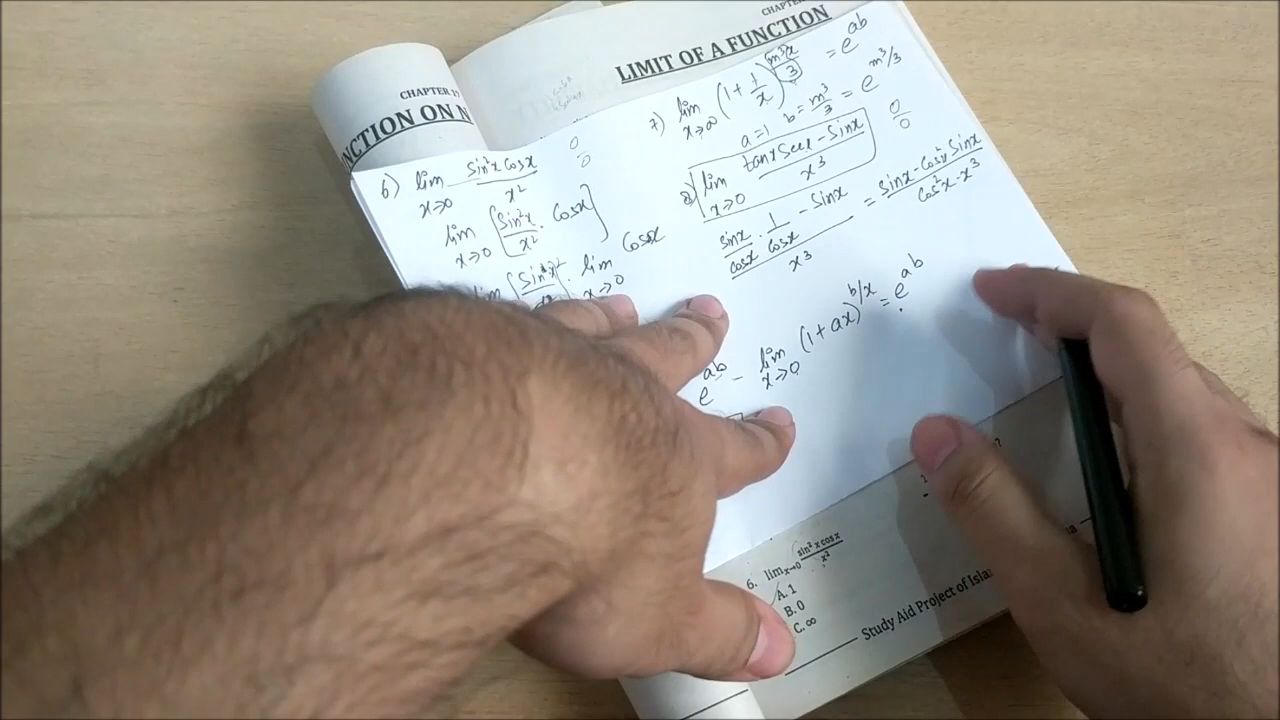 CHAPTER
LIMIT OF A FUNCTION
CHAPTER 17
NCTION ON N
6) lim x→0 sin²x cosx / x² 0/0
lim x→0 [sin²x / x² . cosx]
lim x→0 cosx
7) lim x→∞ (1 + 1/x)^(m³x/3) = e^ab
a=1 b = m³/3 = e^(m³/3)
8) lim x→0 (tanx secx - sinx) / x³ 0/0
(sinx/cosx . 1/cosx - sinx) / x³ = (sinx - cos²x sinx) / (cos²x . x³)
e^ab - lim x→0 (1 + ax)^(b/x) = e^ab
6. lim x→0 sin² x cos x / x²
A. 1
B. 0
C. ∞
Study Aid Project of